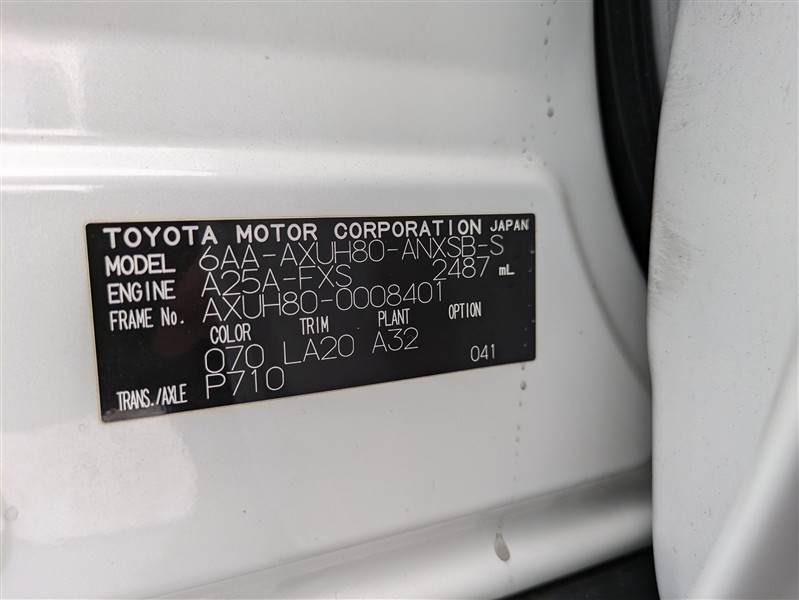 TOYOTA MOTOR CORPORATION JAPAN
MODEL 6AA-AXUH80-ANXSB-S
ENGINE A25A-FXS 2487 mL
FRAME No. AXUH80-0008401
COLOR TRIM PLANT OPTION
070 LA20 A32 041
TRANS./AXLE P710